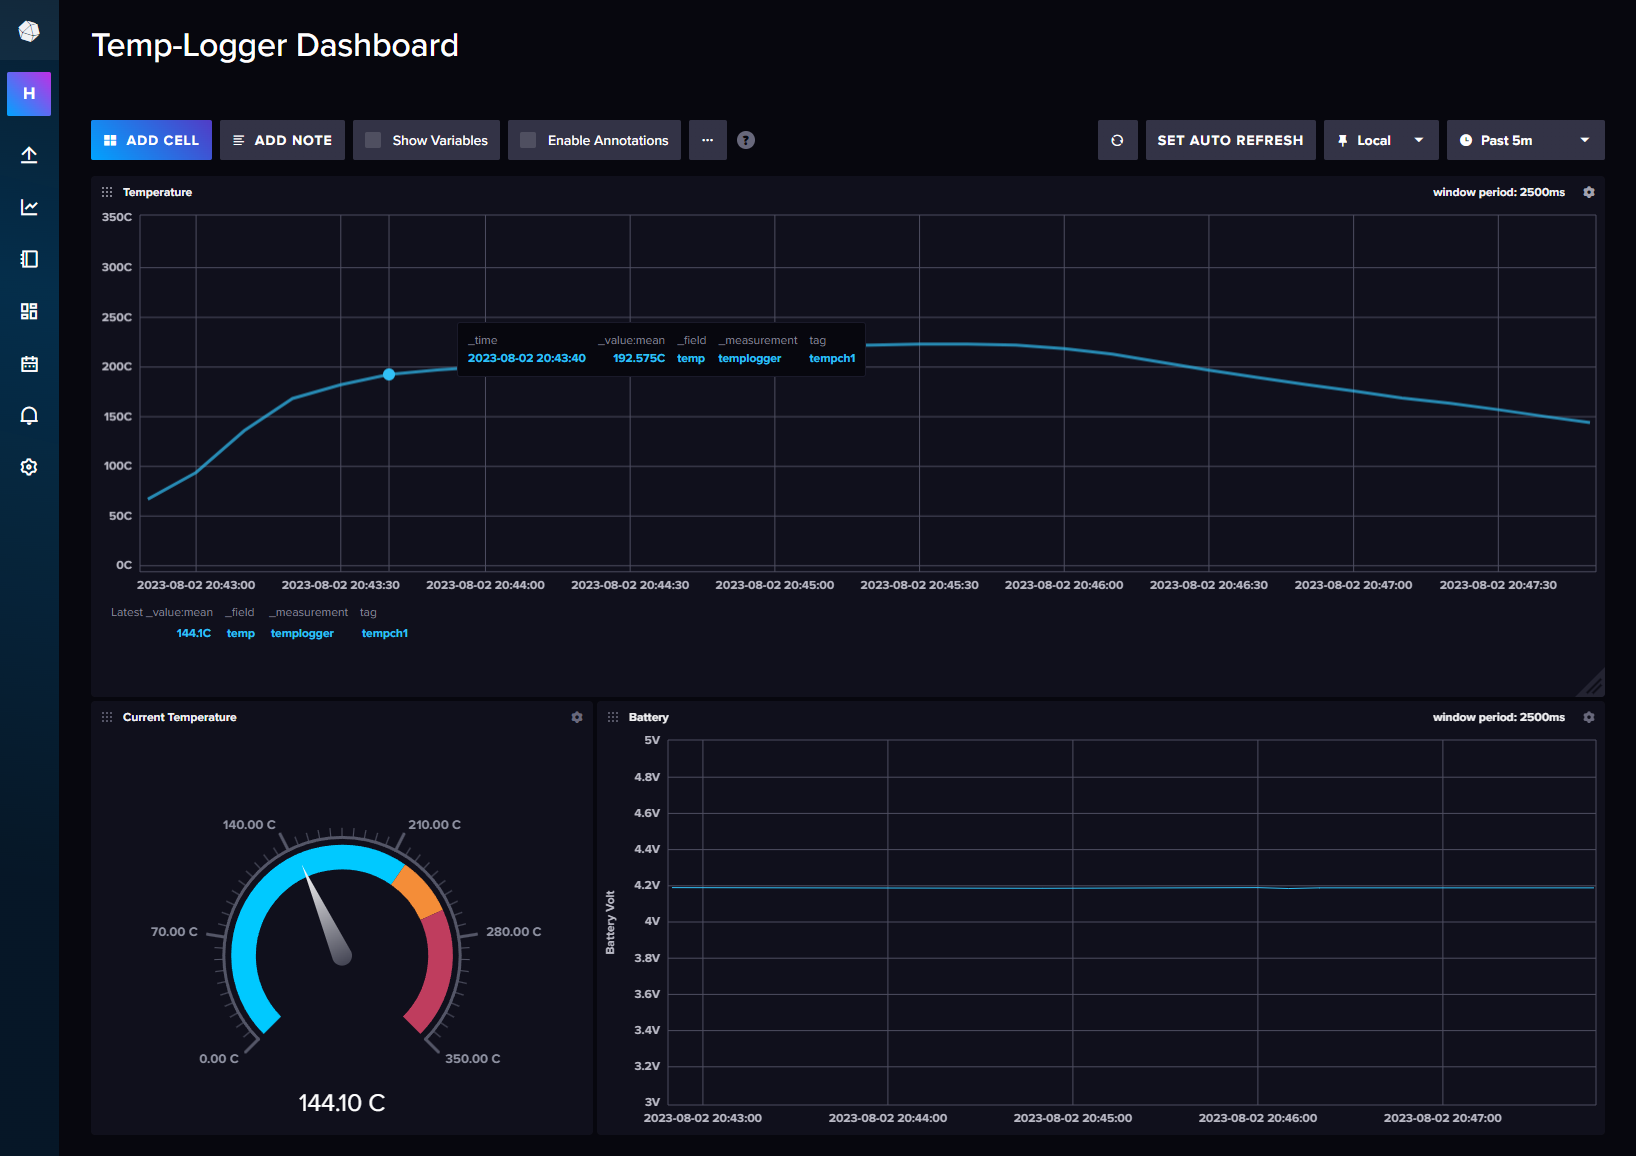 Temp-Logger Dashboard
H
ADD CELL
ADD NOTE
Show Variables
Enable Annotations
...
?
SET AUTO REFRESH
Local
Past 5m
Temperature
window period: 2500ms
350C
300C
250C
200C
150C
100C
50C
0C
_time _value:mean _field _measurement tag
2023-08-02 20:43:40 192.575C temp templogger tempch1
2023-08-02 20:43:00 2023-08-02 20:43:30 2023-08-02 20:44:00 2023-08-02 20:44:30 2023-08-02 20:45:00 2023-08-02 20:45:30 2023-08-02 20:46:00 2023-08-02 20:46:30 2023-08-02 20:47:00 2023-08-02 20:47:30
Latest _value:mean _field _measurement tag
144.1C temp templogger tempch1
Current Temperature
140.00 C 210.00 C
70.00 C 280.00 C
0.00 C 350.00 C
144.10 C
Battery
window period: 2500ms
Battery Volt
5V
4.8V
4.6V
4.4V
4.2V
4V
3.8V
3.6V
3.4V
3.2V
3V
2023-08-02 20:43:00 2023-08-02 20:44:00 2023-08-02 20:45:00 2023-08-02 20:46:00 2023-08-02 20:47:00